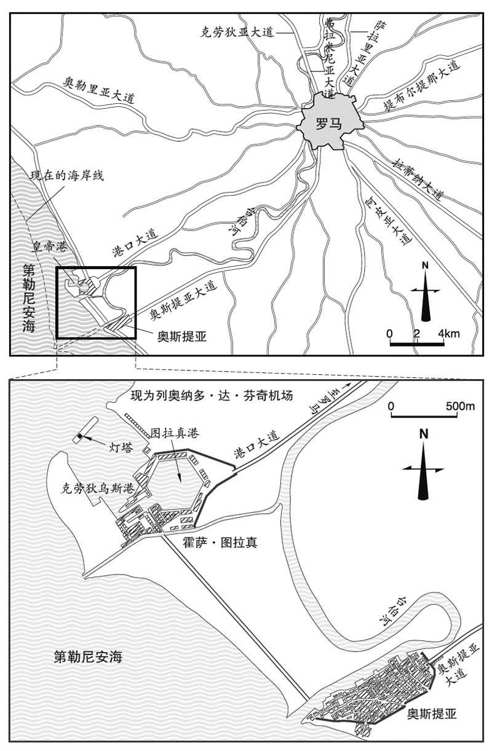 克劳狄亚大道
弗拉米尼亚大道
萨拉里亚大道
奥勒里亚大道
提布尔提那大道
罗马
现在的海岸线
拉蒂纳大道
阿皮亚大道
台伯河
港口大道
皇帝港
第勒尼安海
奥斯提亚大道
奥斯提亚
N
0 2 4km
现为列奥纳多·达·芬奇机场
至罗马
0 500m
图拉真港
灯塔
港口大道
N
克劳狄乌斯港
霍萨·图拉真
台伯河
第勒尼安海
奥斯提亚大道
奥斯提亚